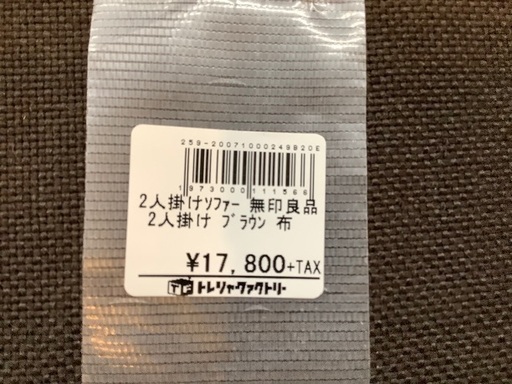 259-20071000249B20E
1973000111566
2人掛けｿﾌｧｰ 無印良品
2人掛け ﾌﾞﾗｳﾝ 布
¥17,800+TAX
トレジャーファクトリー